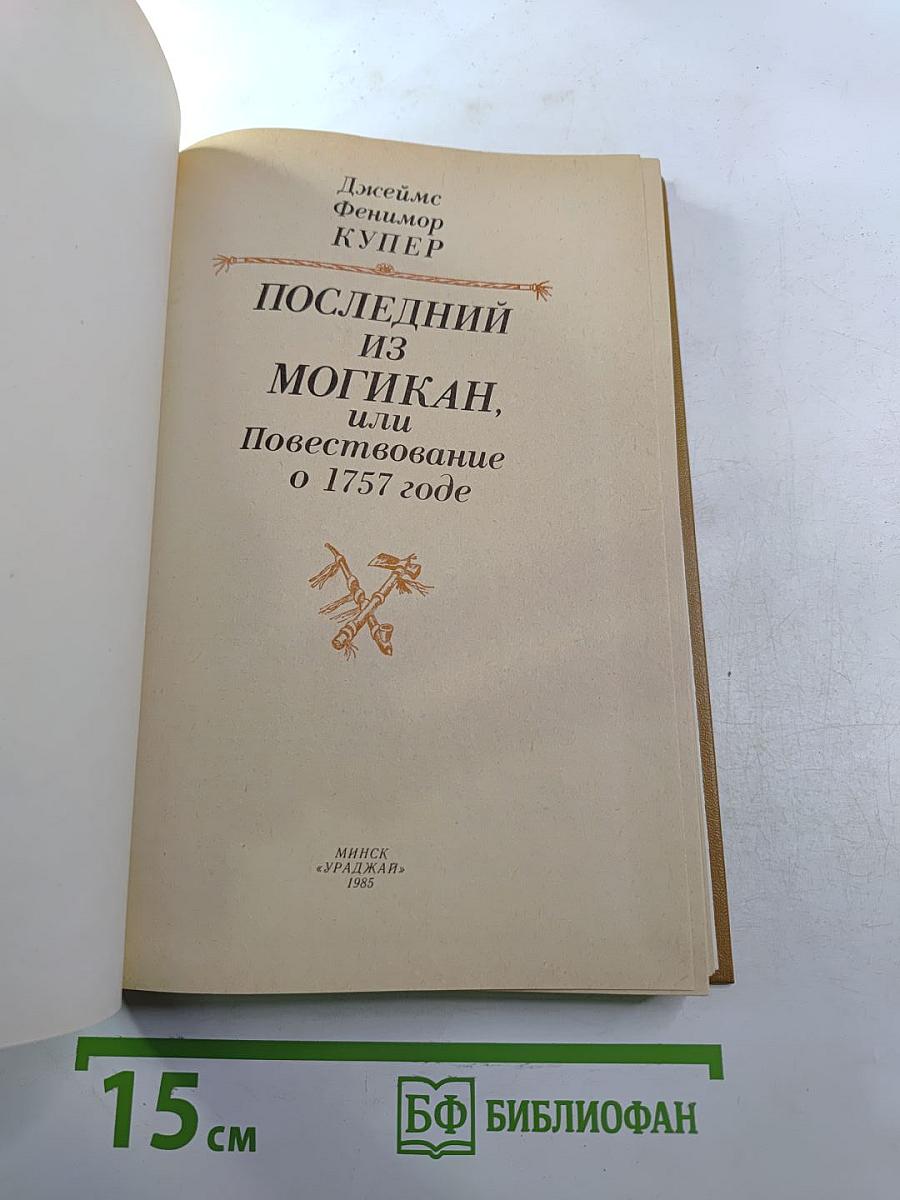 Джеймс
Фенимор
КУПЕР
ПОСЛЕДНИЙ
ИЗ
МОГИКАН,
или
Повествование
о 1757 годе
МИНСК
«УРАДЖАЙ»
1985
15 см
БФ БИБЛИОФАН